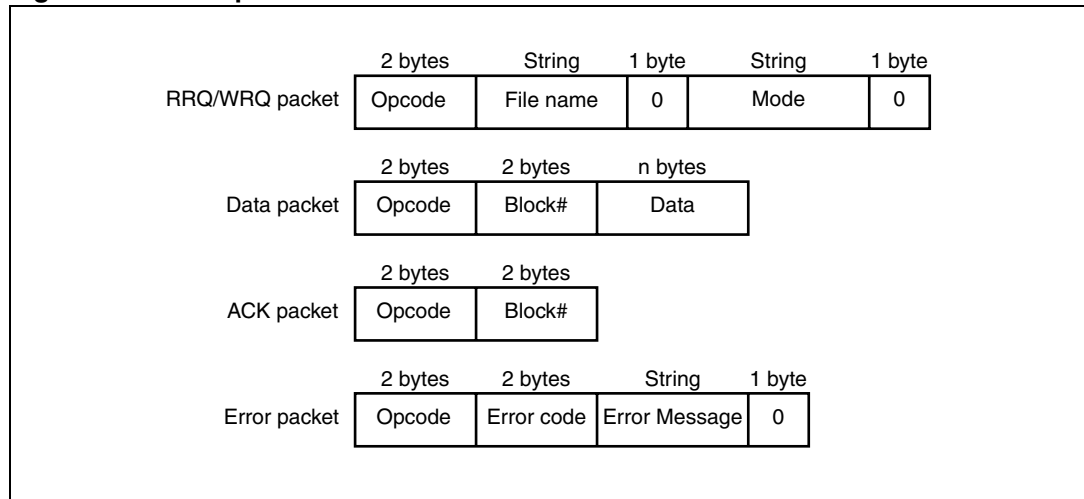 2 bytes String 1 byte String 1 byte
RRQ/WRQ packet Opcode File name 0 Mode 0
2 bytes 2 bytes n bytes
Data packet Opcode Block# Data
2 bytes 2 bytes
ACK packet Opcode Block#
2 bytes 2 bytes String 1 byte
Error packet Opcode Error code Error Message 0